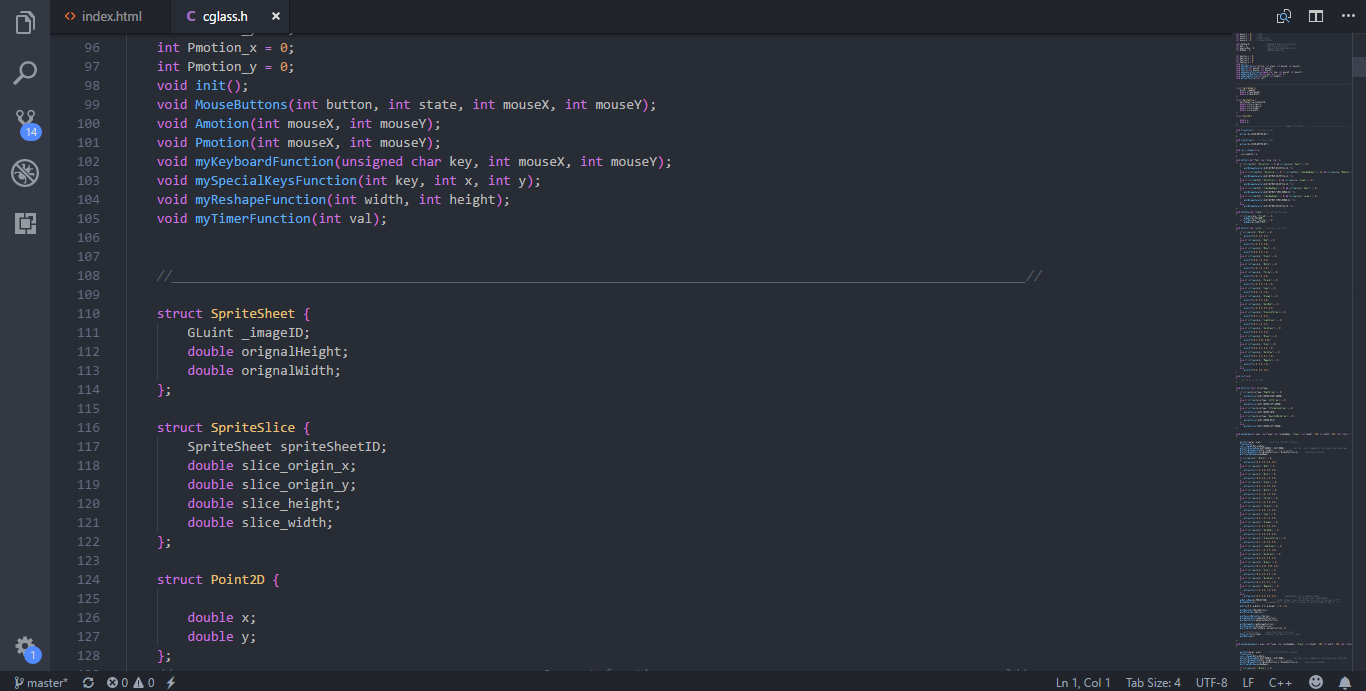 index.html
cglass.h
96 int Pmotion_x = 0;
97 int Pmotion_y = 0;
98 void init();
99 void MouseButtons(int button, int state, int mouseX, int mouseY);
100 void Amotion(int mouseX, int mouseY);
101 void Pmotion(int mouseX, int mouseY);
102 void myKeyboardFunction(unsigned char key, int mouseX, int mouseY);
103 void mySpecialKeysFunction(int key, int x, int y);
104 void myReshapeFunction(int width, int height);
105 void myTimerFunction(int val);
106
107
108 //_______________________________________________________________________________________________________________//
109
110 struct SpriteSheet {
111 GLuint _imageID;
112 double orignalHeight;
113 double orignalWidth;
114 };
115
116 struct SpriteSlice {
117 SpriteSheet spriteSheetID;
118 double slice_origin_x;
119 double slice_origin_y;
120 double slice_height;
121 double slice_width;
122 };
123
124 struct Point2D {
125
126 double x;
127 double y;
128 };
14
1
master* 0 0
Ln 1, Col 1 Tab Size: 4 UTF-8 LF C++